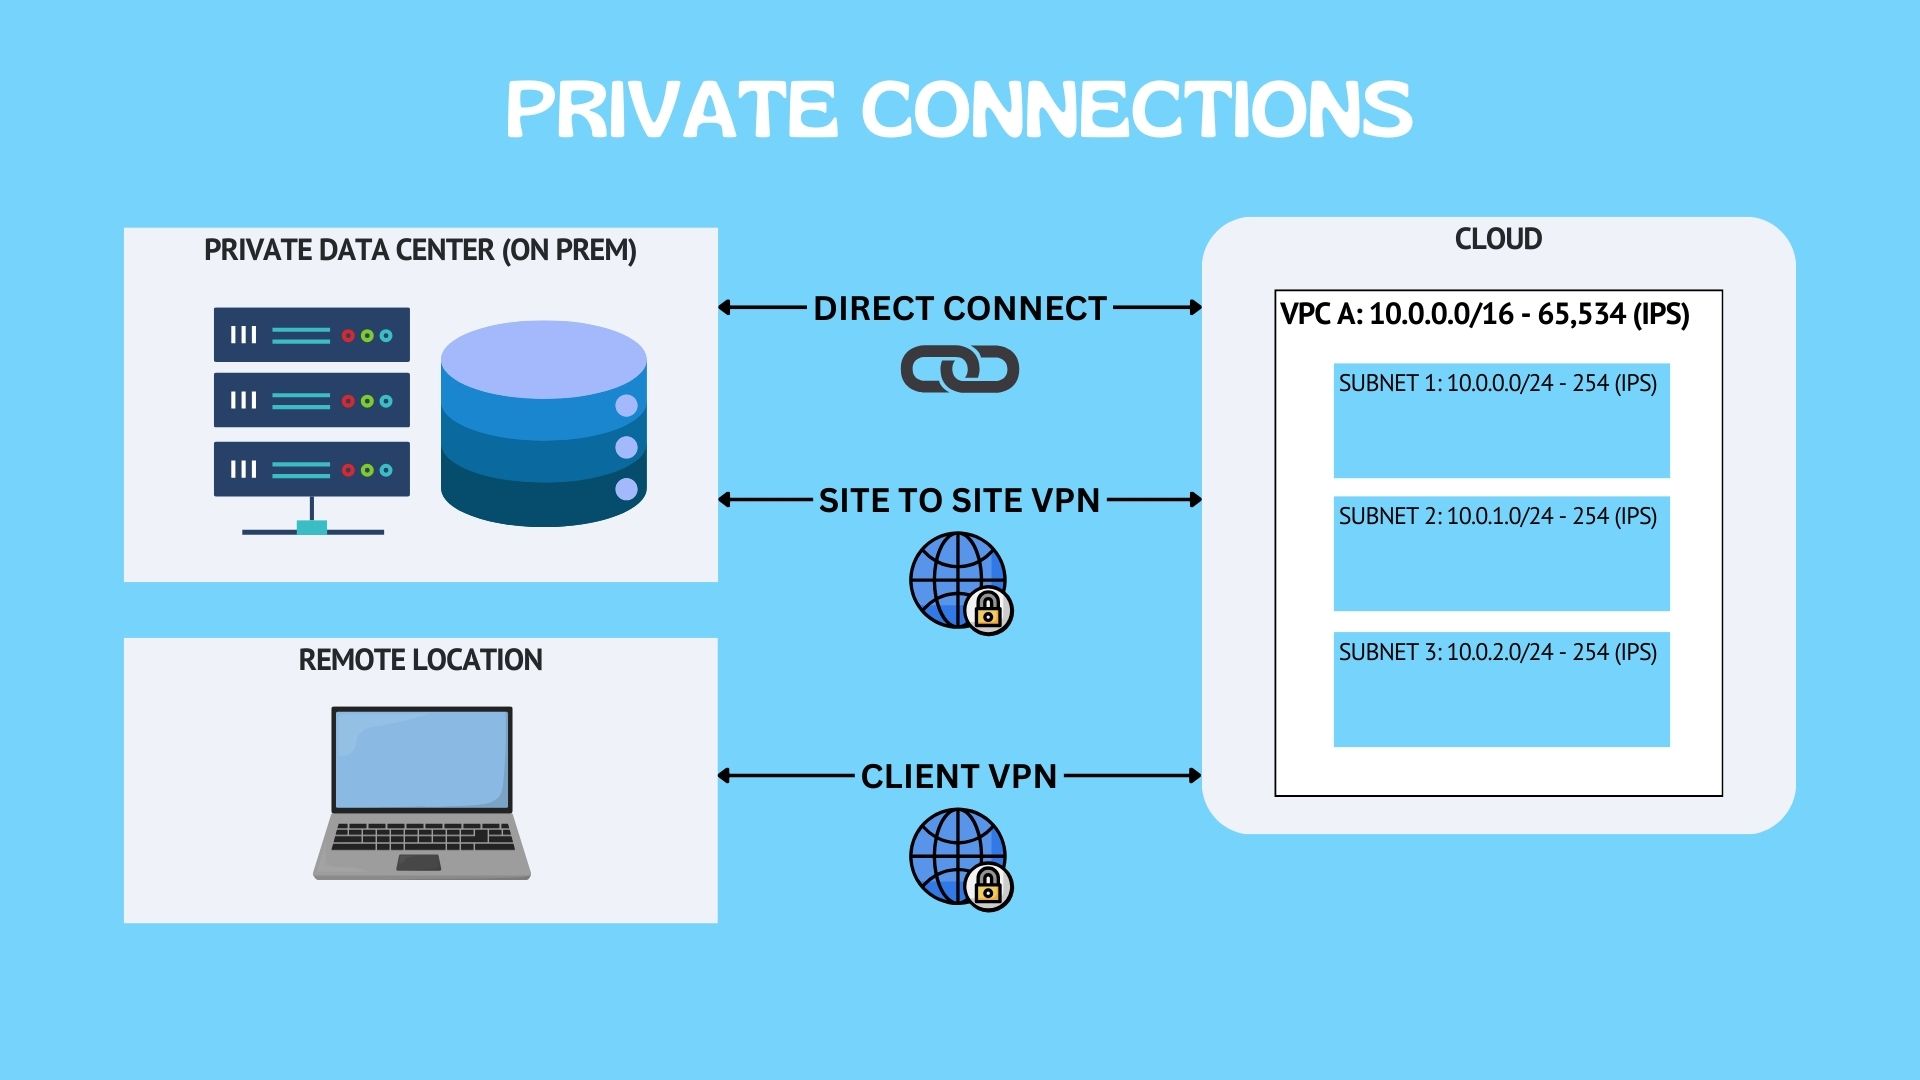 PRIVATE CONNECTIONS
PRIVATE DATA CENTER (ON PREM)
DIRECT CONNECT
SITE TO SITE VPN
REMOTE LOCATION
CLIENT VPN
CLOUD
VPC A: 10.0.0.0/16 - 65,534 (IPS)
SUBNET 1: 10.0.0.0/24 - 254 (IPS)
SUBNET 2: 10.0.1.0/24 - 254 (IPS)
SUBNET 3: 10.0.2.0/24 - 254 (IPS)